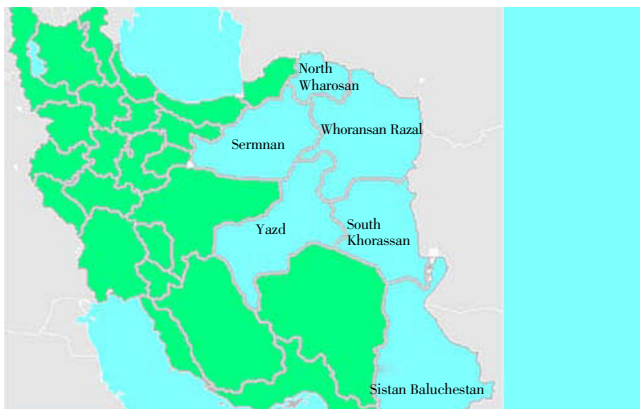 North
Wharosan
Whoransan Razal
Sermnan
Yazd
South
Khorassan
Sistan Baluchestan